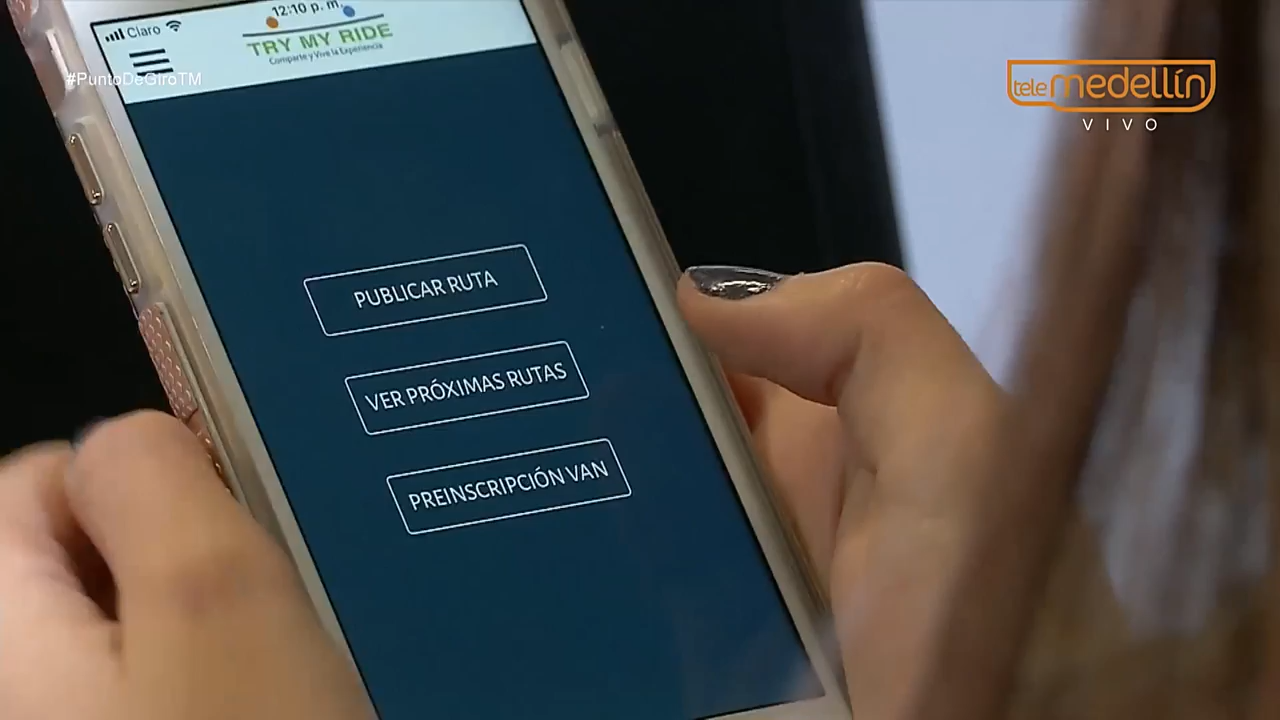 Claro
12:10 p. m.
TRY MY RIDE
Comparte y Vive la Experiencia
#PuntoDeGiroTM
telemedellín
VIVO
PUBLICAR RUTA
VER PRÓXIMAS RUTAS
PREINSCRIPCIÓN VAN